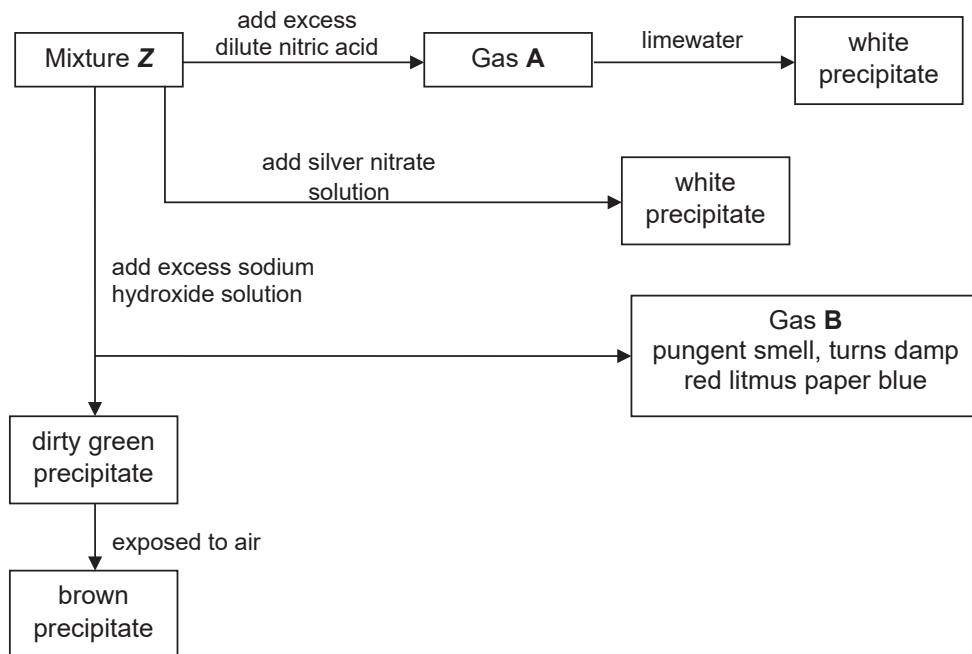 Mixture Z
add excess
dilute nitric acid
Gas A
limewater
white
precipitate
add silver nitrate
solution
white
precipitate
add excess sodium
hydroxide solution
Gas B
pungent smell, turns damp
red litmus paper blue
dirty green
precipitate
exposed to air
brown
precipitate